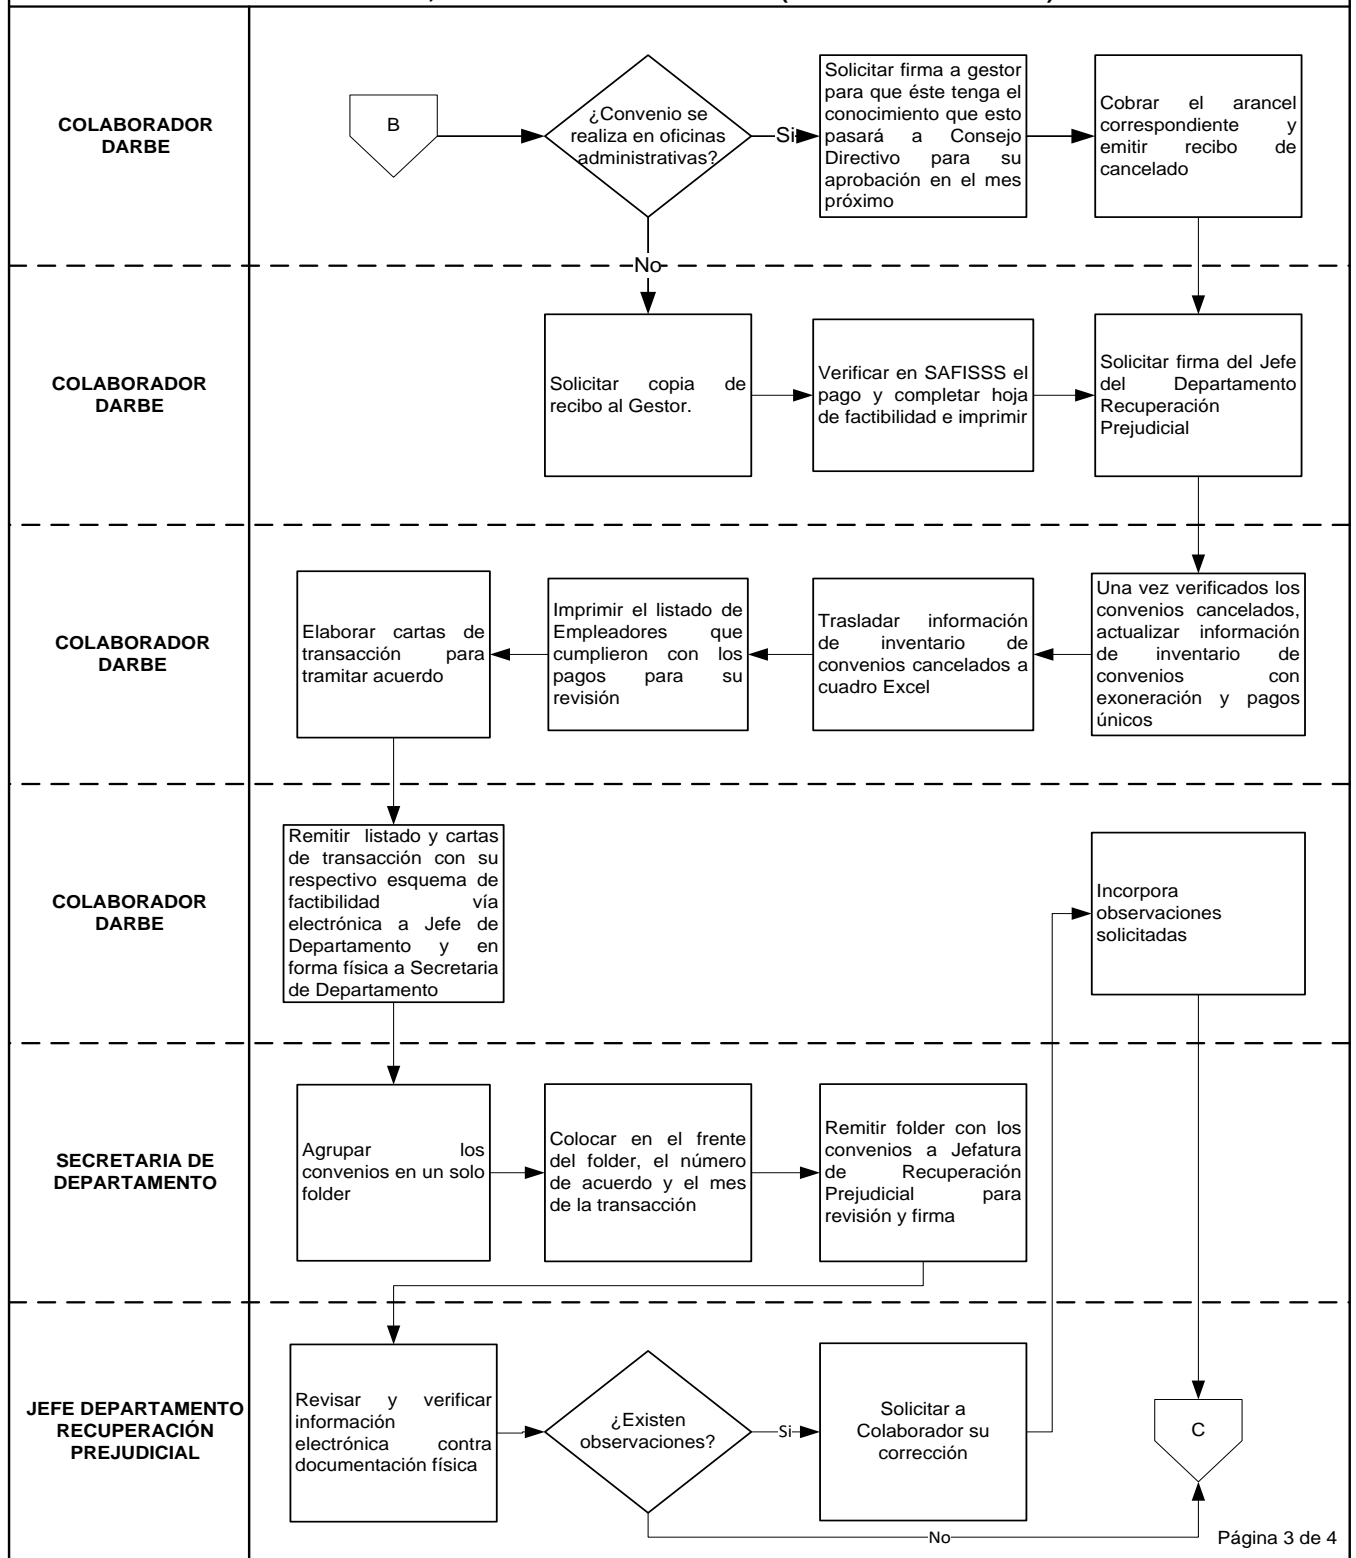 COLABORADOR
DARBE
B
¿Convenio se
realiza en oficinas
administrativas?
Si
Solicitar firma a gestor
para que éste tenga el
conocimiento que esto
pasará a Consejo
Directivo para su
aprobación en el mes
próximo
Cobrar el arancel
correspondiente y
emitir recibo de
cancelado
No
COLABORADOR
DARBE
Solicitar copia de
recibo al Gestor.
Verificar en SAFISSS el
pago y completar hoja
de factibilidad e imprimir
Solicitar firma del Jefe
del Departamento
Recuperación
Prejudicial
COLABORADOR
DARBE
Elaborar cartas de
transacción para
tramitar acuerdo
Imprimir el listado de
Empleadores que
cumplieron con los
pagos para su
revisión
Trasladar información
de inventario de
convenios cancelados a
cuadro Excel
Una vez verificados los
convenios cancelados,
actualizar información
de inventario de
convenios con
exoneración y pagos
únicos
COLABORADOR
DARBE
Remitir listado y cartas
de transacción con su
respectivo esquema de
factibilidad vía
electrónica a Jefe de
Departamento y en
forma física a Secretaria
de Departamento
Incorpora
observaciones
solicitadas
SECRETARIA DE
DEPARTAMENTO
Agrupar los
convenios en un solo
folder
Colocar en el frente
del folder, el número
de acuerdo y el mes
de la transacción
Remitir folder con los
convenios a Jefatura
de Recuperación
Prejudicial para
revisión y firma
JEFE DEPARTAMENTO
RECUPERACIÓN
PREJUDICIAL
Revisar y verificar
información
electrónica contra
documentación física
¿Existen
observaciones?
Si
Solicitar a
Colaborador su
corrección
C
No
Página 3 de 4